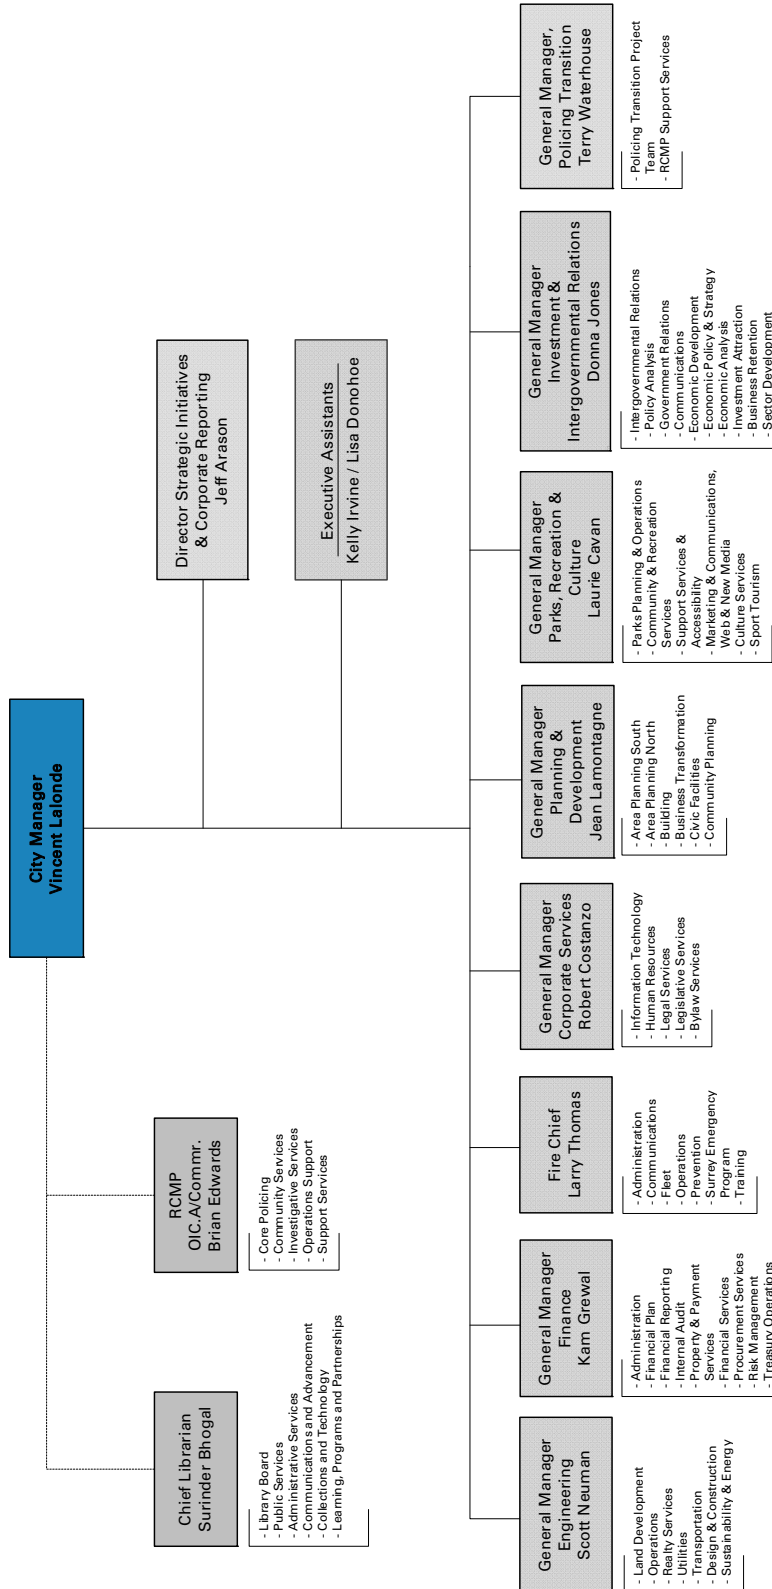 City Manager
Vincent Lalonde
Chief Librarian
Surinder Bhogal
- Library Board
- Public Services
- Administrative Services
- Communications and Advancement
- Collections and Technology
- Learning, Programs and Partnerships
RCMP
OIC.A/Commr.
Brian Edwards
- Core Policing
- Community Services
- Investigative Services
- Operations Support
- Support Services
Director Strategic Initiatives
& Corporate Reporting
Jeff Arason
Executive Assistants
Kelly Irvine / Lisa Donohoe
General Manager
Engineering
Scott Neuman
- Land Development
- Operations
- Realty Services
- Utilities
- Transportation
- Design & Construction
- Sustainability & Energy
General Manager
Finance
Kam Grewal
- Administration
- Financial Plan
- Financial Reporting
- Internal Audit
- Property & Payment
Services
- Financial Services
- Procurement Services
- Risk Management
- Treasury Operations
Fire Chief
Larry Thomas
- Administration
- Communications
- Fleet
- Operations
- Prevention
- Surrey Emergency
Program
- Training
General Manager
Corporate Services
Robert Costanzo
- Information Technology
- Human Resources
- Legal Services
- Legislative Services
- Bylaw Services
General Manager
Planning &
Development
Jean Lamontagne
- Area Planning South
- Area Planning North
- Building
- Business Transformation
- Civic Facilities
- Community Planning
General Manager
Parks, Recreation &
Culture
Laurie Cavan
- Parks Planning & Operations
- Community & Recreation
Services
- Support Services &
Accessibility
- Marketing & Communications,
Web & New Media
- Culture Services
- Sport Tourism
General Manager
Investment &
Intergovernmental Relations
Donna Jones
- Intergovernmental Relations
- Policy Analysis
- Government Relations
- Communications
- Economic Development
- Economic Policy & Strategy
- Economic Analysis
- Investment Attraction
- Business Retention
- Sector Development
General Manager,
Policing Transition
Terry Waterhouse
- Policing Transition Project
Team
- RCMP Support Services